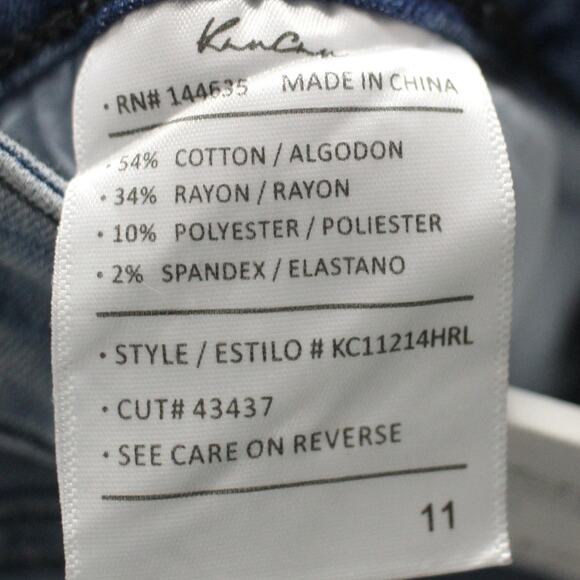 KanCan
• RN# 144635 MADE IN CHINA
• 54% COTTON / ALGODON
• 34% RAYON / RAYON
• 10% POLYESTER / POLIESTER
• 2% SPANDEX / ELASTANO
• STYLE / ESTILO # KC11214HRL
• CUT# 43437
• SEE CARE ON REVERSE
11